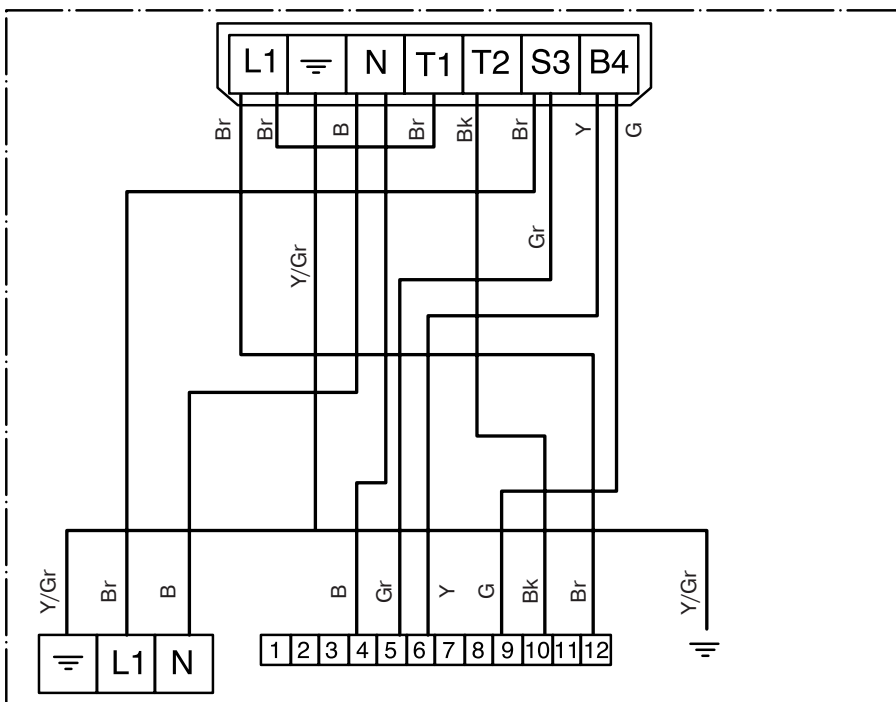 L1 N T1 T2 S3 B4
Br Br B Br Bk Br Y G
Y/Gr Gr
Y/Gr Br B B Gr Y G Bk Br Y/Gr
L1 N 1 2 3 4 5 6 7 8 9 10 11 12